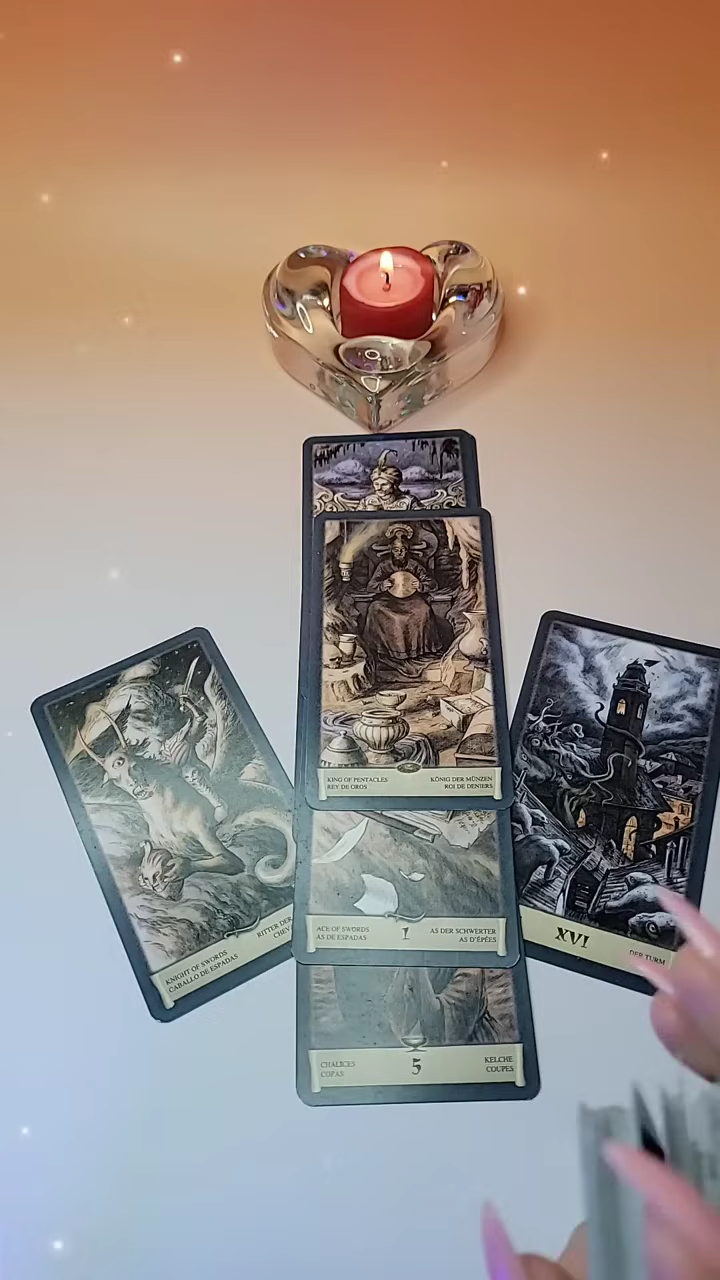 KING OF PENTACLES
REY DE OROS
KÖNIG DER MÜNZEN
ROI DE DENIERS
KNIGHT OF SWORDS
CABALLO DE ESPADAS
RITTER DER
ACE OF SWORDS
AS DE ESPADAS
1
AS DER SCHWERTER
AS D'ÉPÉES
XVI
DER TURM
CHALICES
COPAS
5
KELCHE
COUPES